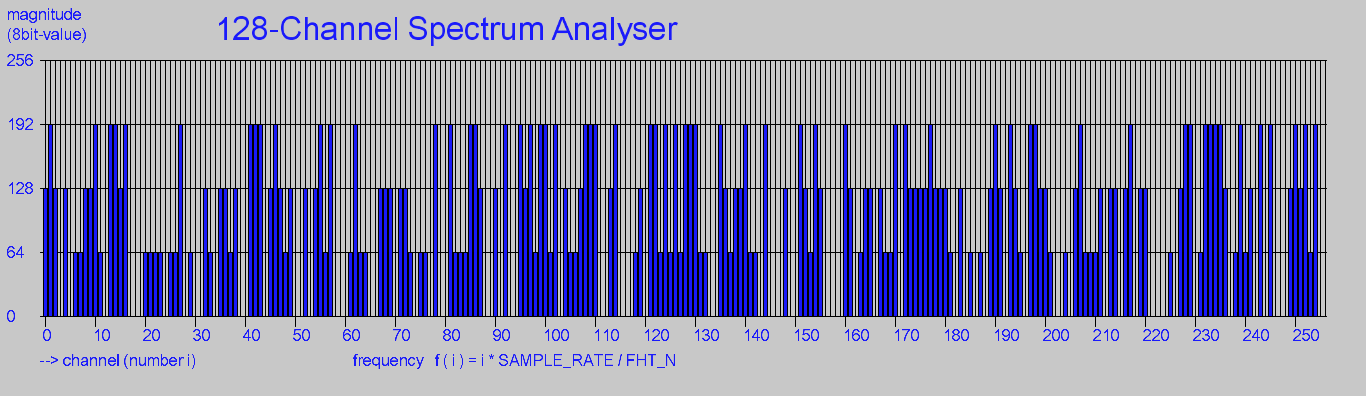 magnitude
(8bit-value)
128-Channel Spectrum Analyser
256
192
128
64
0
0 10 20 30 40 50 60 70 80 90 100 110 120 130 140 150 160 170 180 190 200 210 220 230 240 250
--> channel (number i)
frequency f ( i ) = i * SAMPLE_RATE / FHT_N